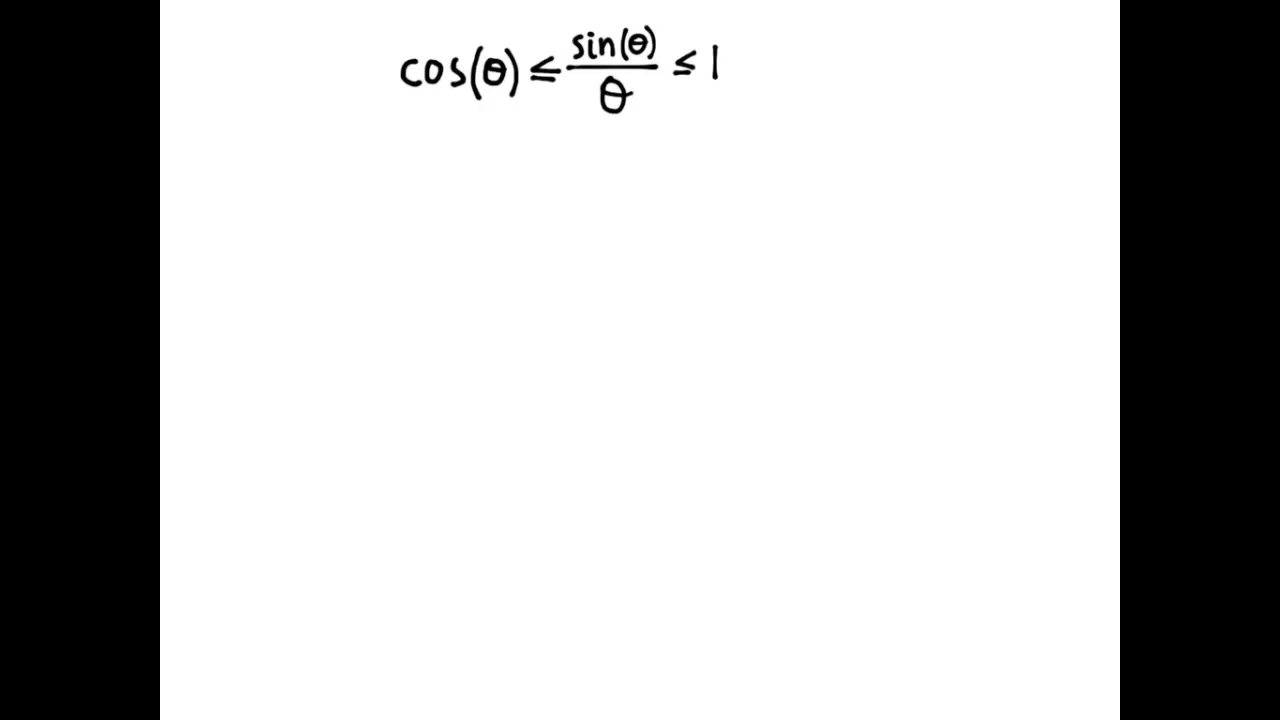 cos(θ) ≤ sin(θ)/θ ≤ 1